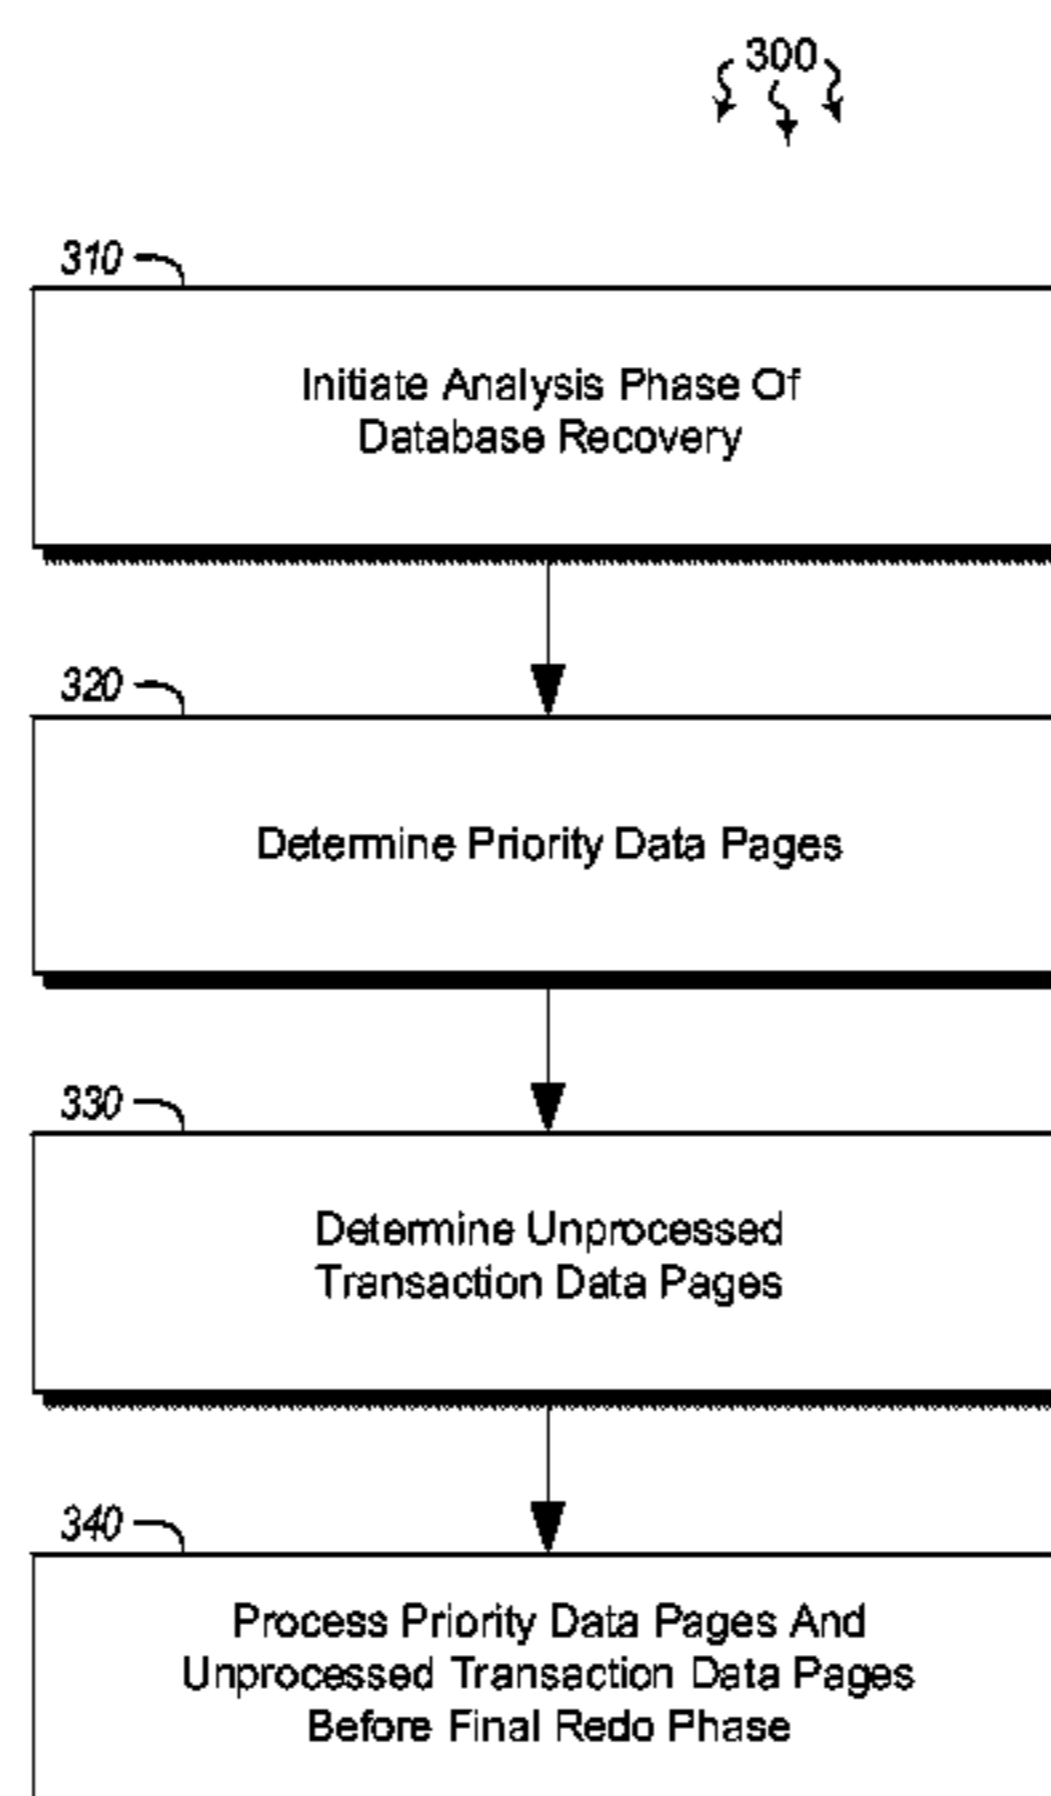 300
310
Initiate Analysis Phase Of
Database Recovery
320
Determine Priority Data Pages
330
Determine Unprocessed
Transaction Data Pages
340
Process Priority Data Pages And
Unprocessed Transaction Data Pages
Before Final Redo Phase